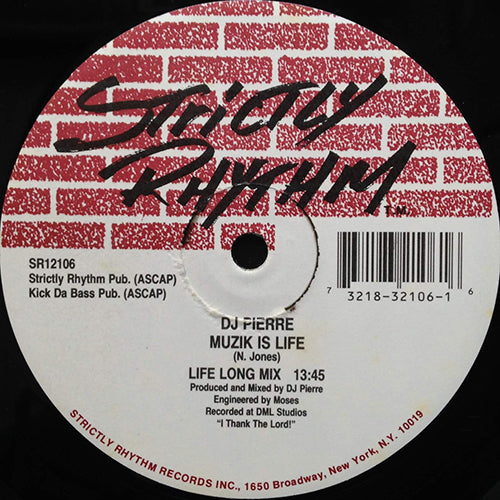 STRICTLY
RHYTHM
T.M.
SR12106
Strictly Rhythm Pub. (ASCAP)
Kick Da Bass Pub. (ASCAP)
7 3218-32106-1 6
DJ PIERRE
MUZIK IS LIFE
(N. Jones)
LIFE LONG MIX 13:45
Produced and Mixed by DJ Pierre
Engineered by Moses
Recorded at DML Studios
"I Thank The Lord!"
STRICTLY RHYTHM RECORDS INC., 1650 Broadway, New York, N.Y. 10019